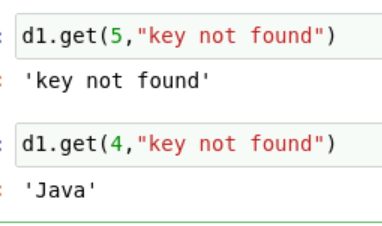 d1.get(5,"key not found")
'key not found'
d1.get(4,"key not found")
'Java'